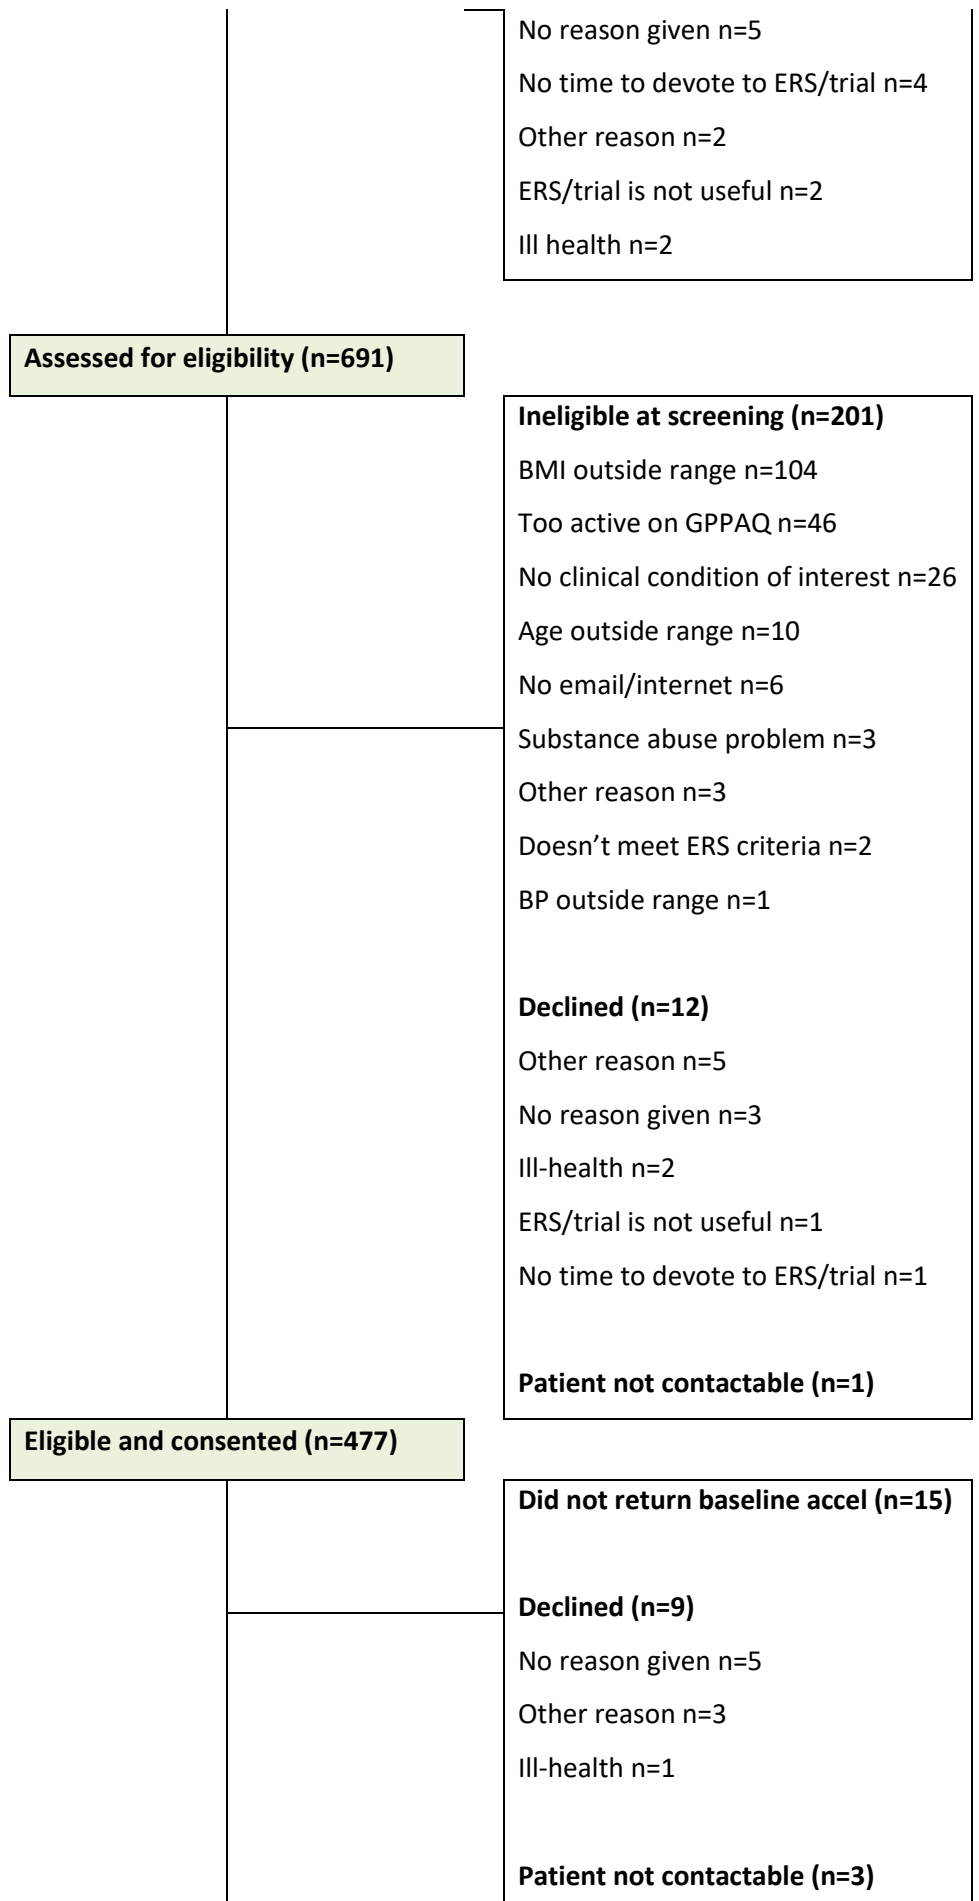 No reason given n=5
No time to devote to ERS/trial n=4
Other reason n=2
ERS/trial is not useful n=2
Ill health n=2
Assessed for eligibility (n=691)
Ineligible at screening (n=201)
BMI outside range n=104
Too active on GPPAQ n=46
No clinical condition of interest n=26
Age outside range n=10
No email/internet n=6
Substance abuse problem n=3
Other reason n=3
Doesn’t meet ERS criteria n=2
BP outside range n=1
Declined (n=12)
Other reason n=5
No reason given n=3
Ill-health n=2
ERS/trial is not useful n=1
No time to devote to ERS/trial n=1
Patient not contactable (n=1)
Eligible and consented (n=477)
Did not return baseline accel (n=15)
Declined (n=9)
No reason given n=5
Other reason n=3
Ill-health n=1
Patient not contactable (n=3)